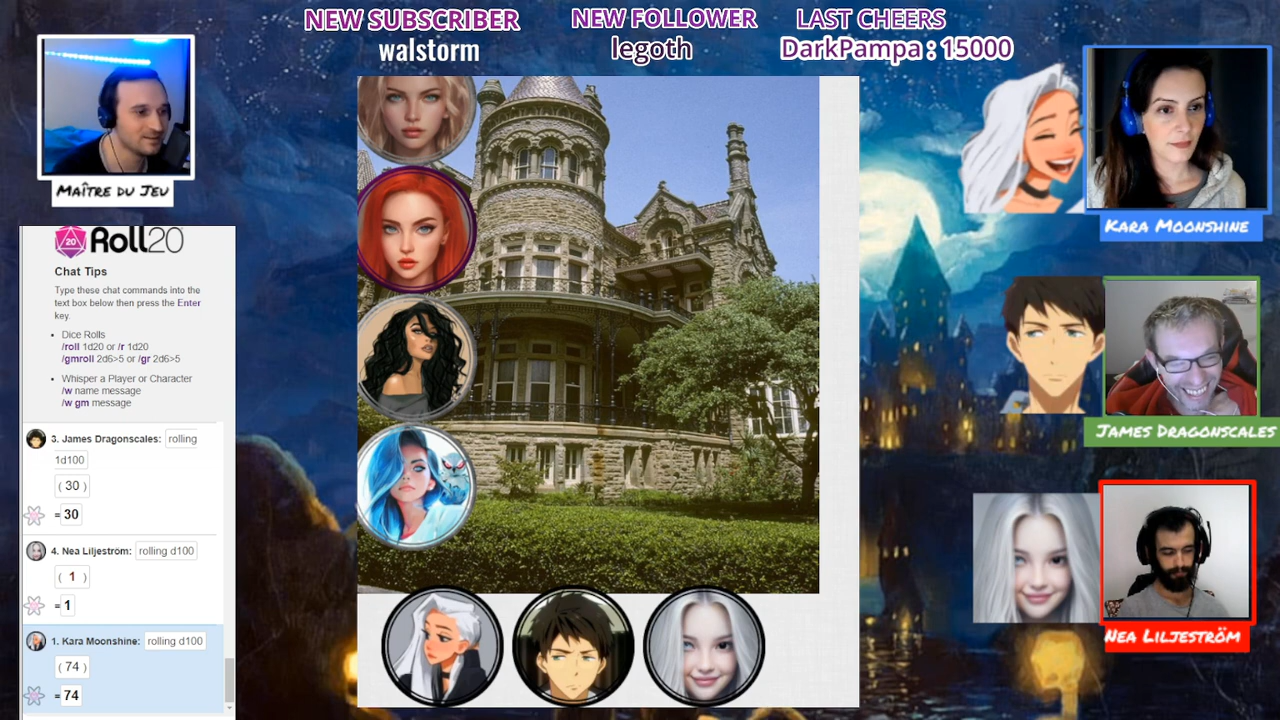 NEW SUBSCRIBER
walstorm
NEW FOLLOWER
legoth
LAST CHEERS
DarkPampa : 15000
MAÎTRE DU JEU
20 Roll20
Chat Tips
Type these chat commands into the
text box below then press the Enter
key.
• Dice Rolls
/roll 1d20 or /r 1d20
/gmroll 2d6>5 or /gr 2d6>5
• Whisper a Player or Character
/w name message
/w gm message
3. James Dragonscales: rolling
1d100
( 30 )
=30
4. Nea Liljeström: rolling d100
( 1 )
=1
1. Kara Moonshine: rolling d100
( 74 )
=74
KARA MOONSHINE
JAMES DRAGONSCALES
NEA LILJESTRÖM